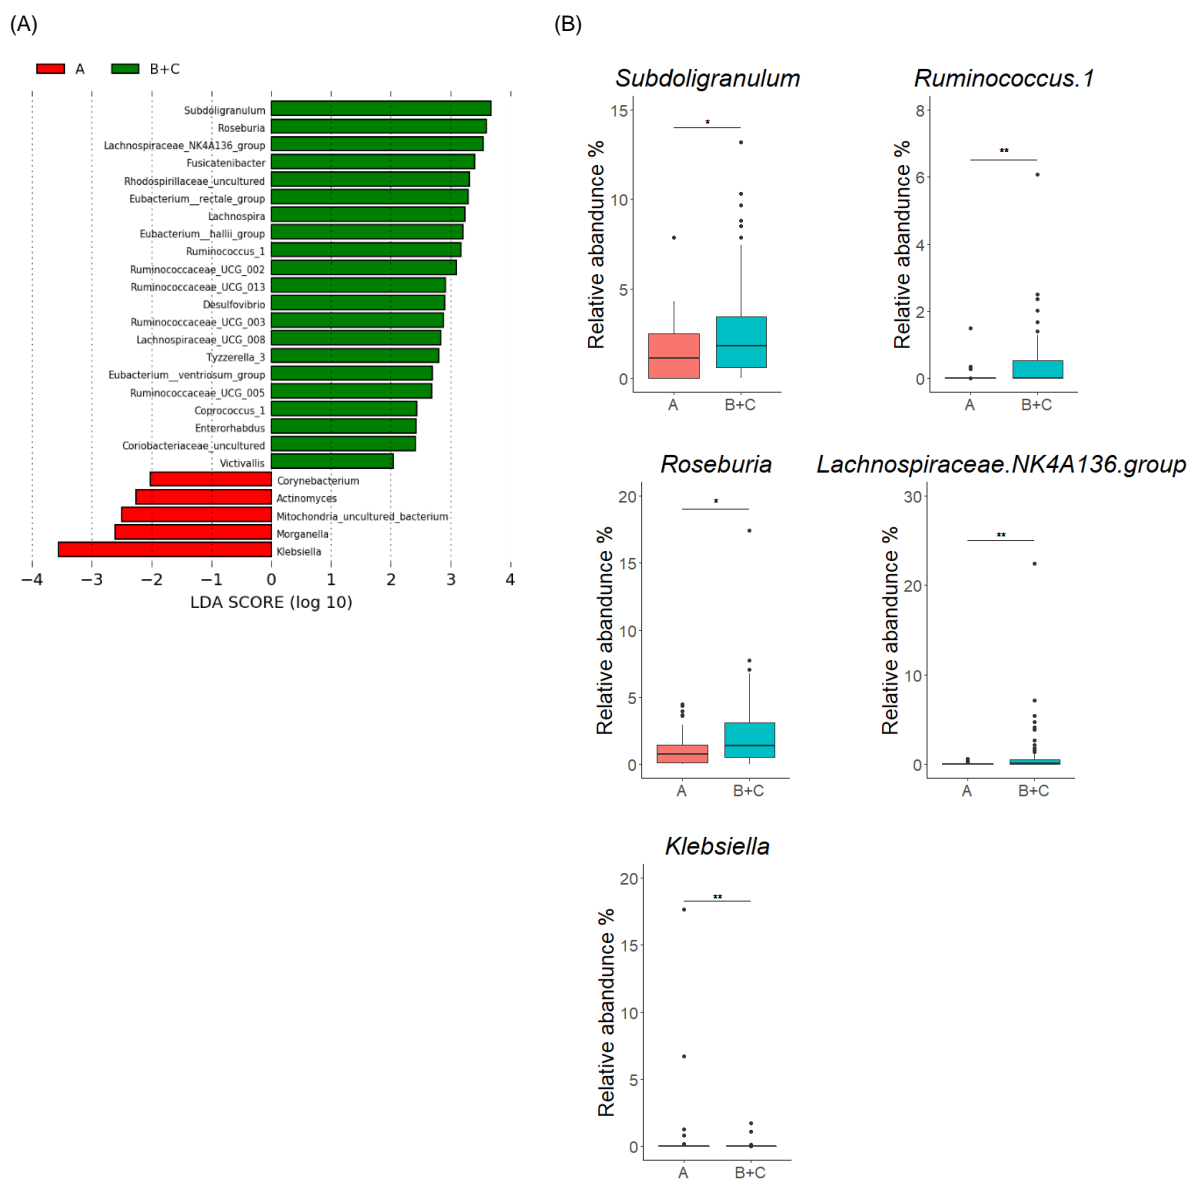 (A)
A
B+C
Subdoligranulum
Roseburia
Lachnospiraceae_NK4A136_group
Fusicatenibacter
Rhodospirillaceae_uncultured
Eubacterium__rectale_group
Lachnospira
Eubacterium__hallii_group
Ruminococcus_1
Ruminococcaceae_UCG_002
Ruminococcaceae_UCG_013
Desulfovibrio
Ruminococcaceae_UCG_003
Lachnospiraceae_UCG_008
Tyzzerella_3
Eubacterium__ventriosum_group
Ruminococcaceae_UCG_005
Coprococcus_1
Enterorhabdus
Coriobacteriaceae_uncultured
Victivallis
Corynebacterium
Actinomyces
Mitochondria_uncultured_bacterium
Morganella
Klebsiella
−4 −3 −2 −1 0 1 2 3 4
LDA SCORE (log 10)
(B)
Subdoligranulum
Relative abandunce %
15
10
5
0
*
A B+C
Ruminococcus.1
Relative abandunce %
8
6
4
2
0
**
A B+C
Roseburia
Relative abandunce %
20
15
10
5
0
*
A B+C
Lachnospiraceae.NK4A136.group
Relative abandunce %
30
20
10
0
**
A B+C
Klebsiella
Relative abandunce %
20
15
10
5
0
**
A B+C